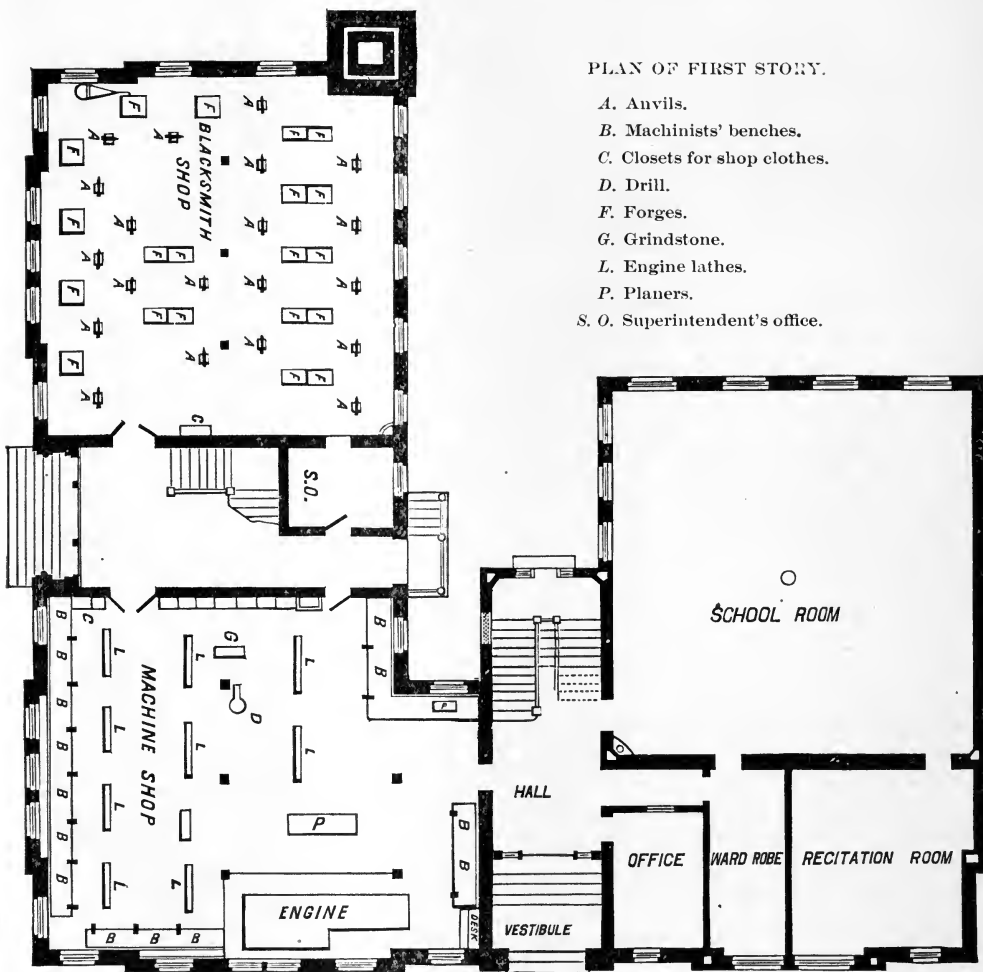 PLAN OF FIRST STORY.
A. Anvils.
B. Machinists' benches.
C. Closets for shop clothes.
D. Drill.
F. Forges.
G. Grindstone.
L. Engine lathes.
P. Planers.
S. O. Superintendent's office.
F
F
A
A
A
F
F
BLACKSMITH
SHOP
A
A
F
A
F
F
A
F
A
A
A
F
F
F
F
F
A
A
A
A
A
F
F
F
F
F
A
A
A
A
F
F
F
A
A
C
S.O.
B
C
G
B
L
L
L
B
SCHOOL ROOM
B
MACHINE SHOP
D
P
B
L
L
L
B
HALL
L
P
B
B
B
OFFICE
WARD ROBE
RECITATION ROOM
B
L
L
ENGINE
DESK
VESTIBULE
B
B
B